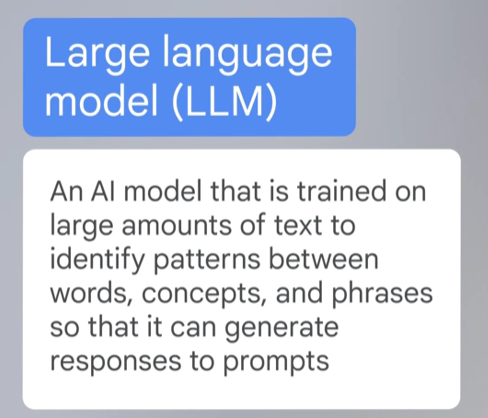 Large language
model (LLM)
An AI model that is trained on
large amounts of text to
identify patterns between
words, concepts, and phrases
so that it can generate
responses to prompts